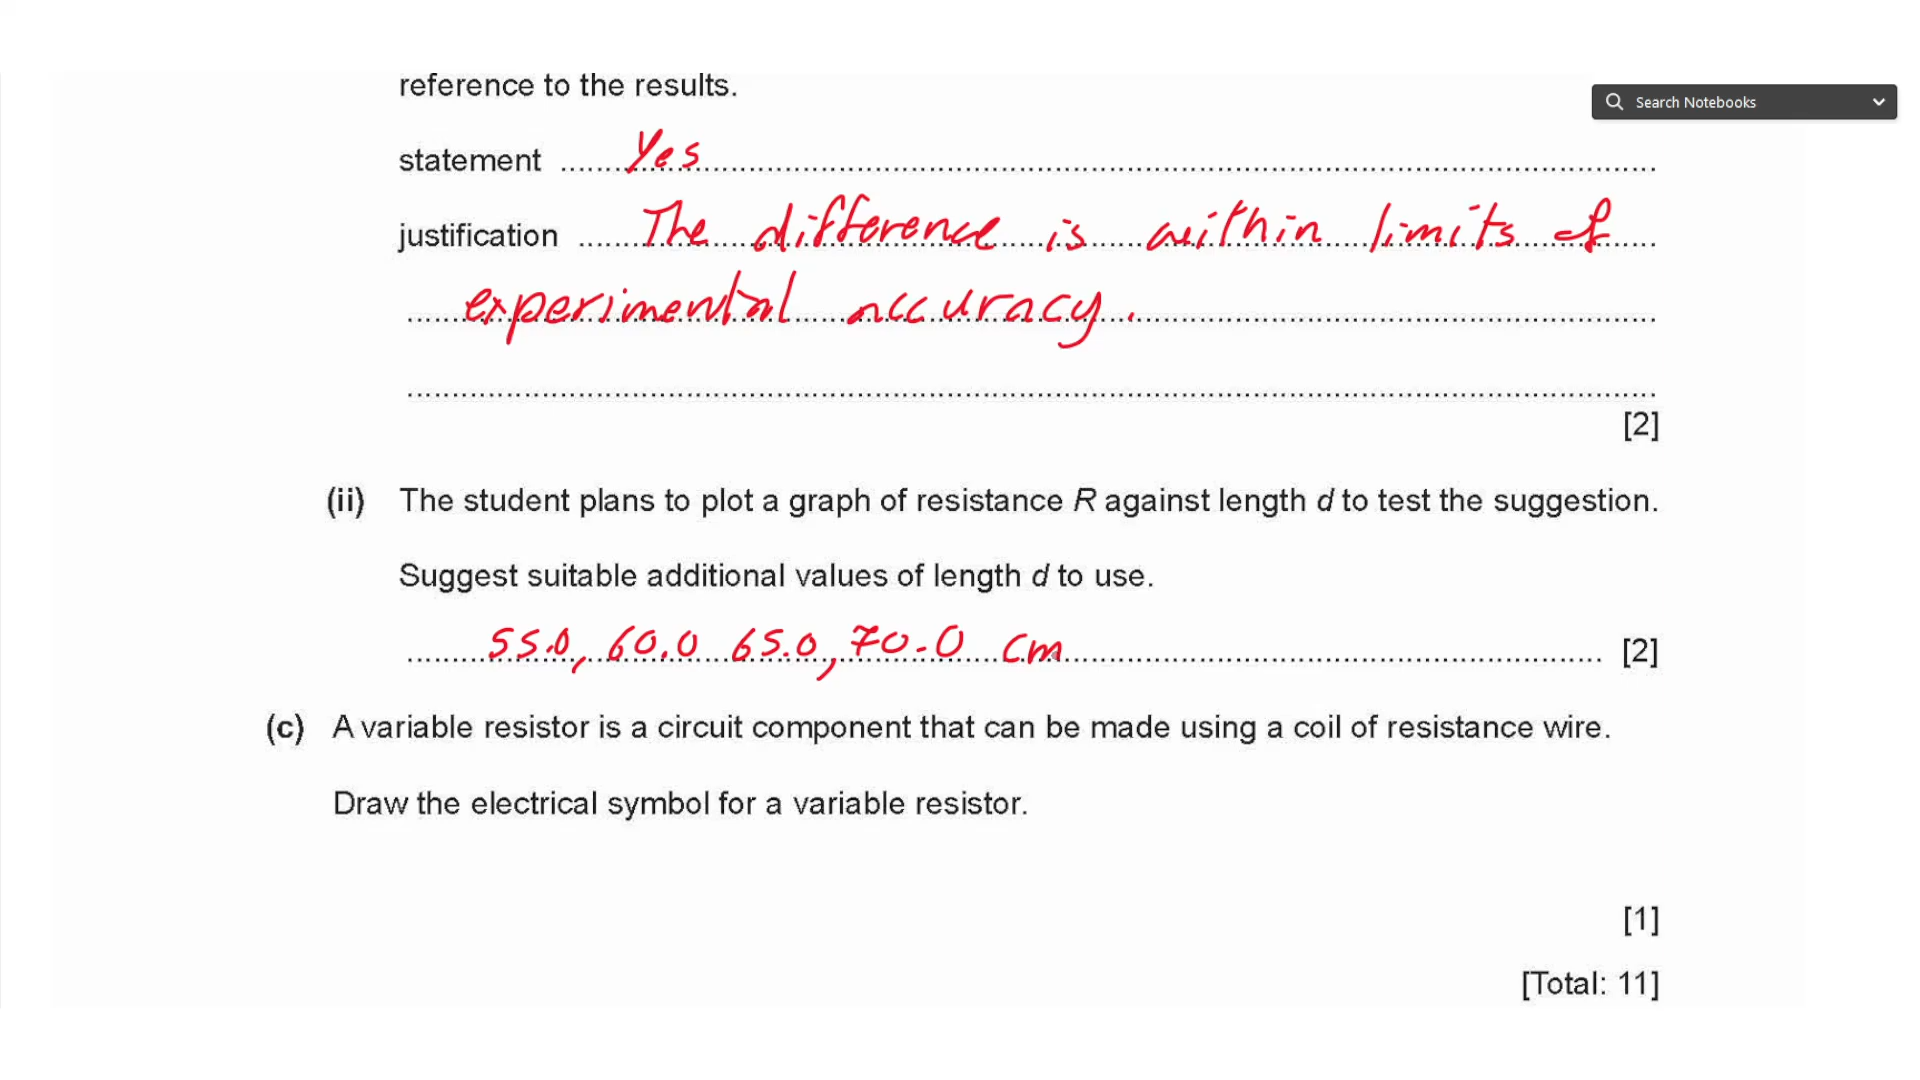 reference to the results.
Search Notebooks
statement ........Yes........
justification ........The difference is within limits of
experimental accuracy.
[2]
(ii) The student plans to plot a graph of resistance R against length d to test the suggestion.
Suggest suitable additional values of length d to use.
55.0, 60.0 65.0, 70.0 cm [2]
(c) A variable resistor is a circuit component that can be made using a coil of resistance wire.
Draw the electrical symbol for a variable resistor.
[1]
[Total: 11]